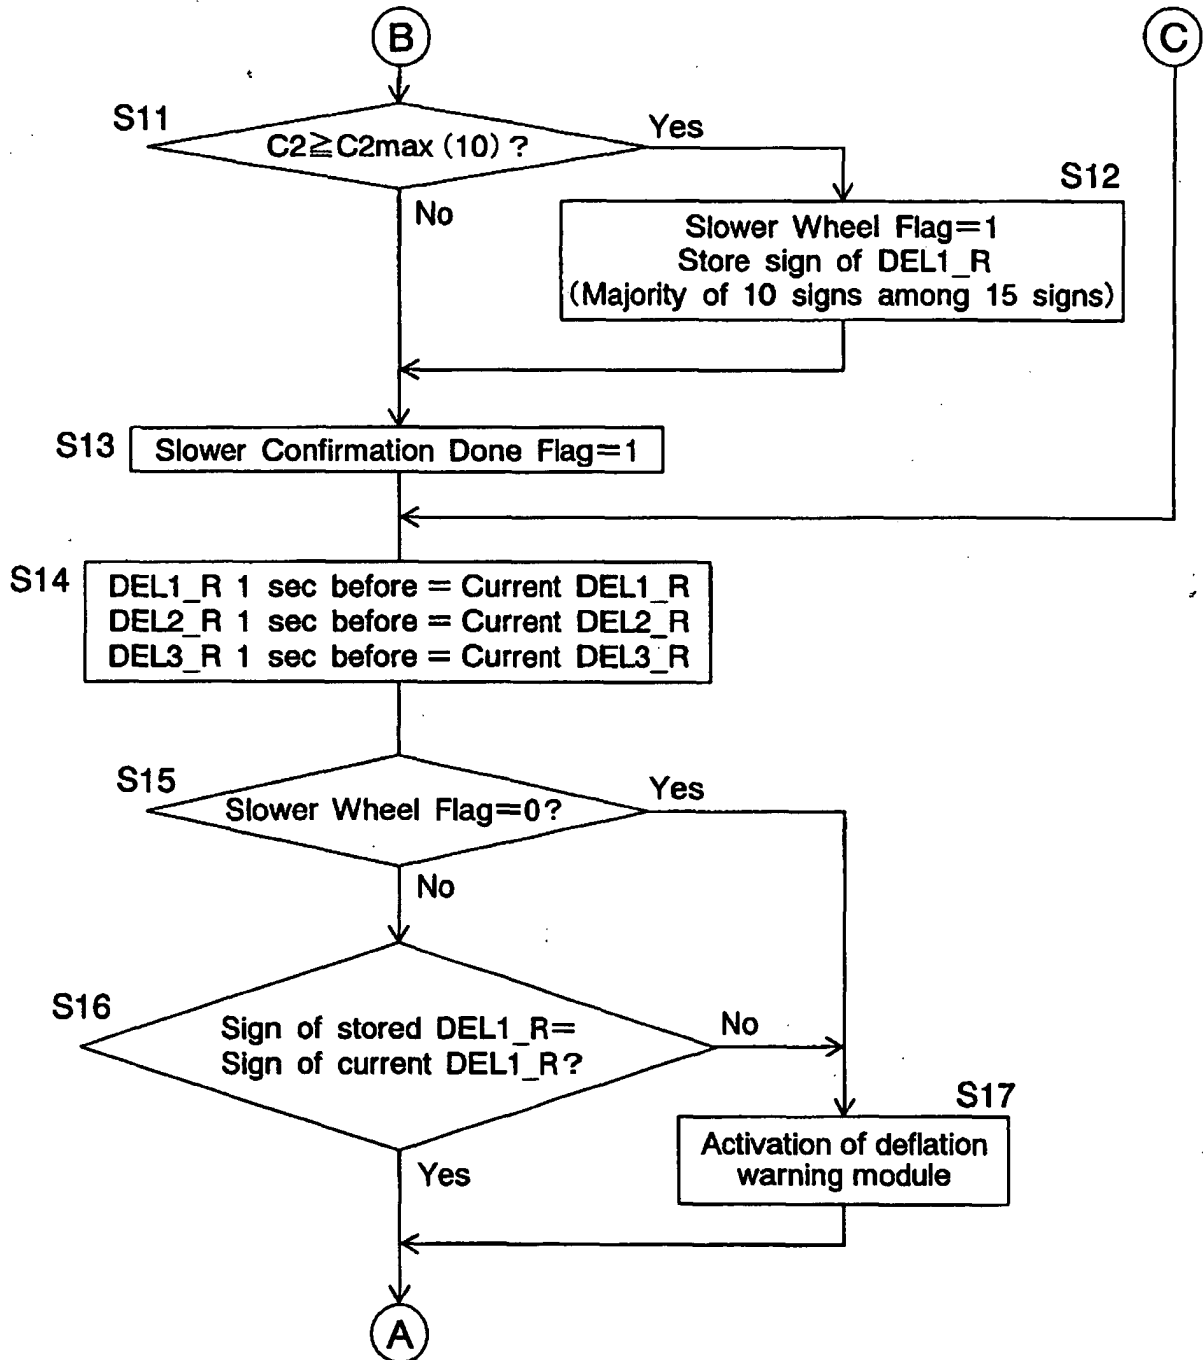 B
C
S11
C2≧C2max (10) ?
Yes
No
S12
Slower Wheel Flag=1
Store sign of DEL1_R
(Majority of 10 signs among 15 signs)
S13
Slower Confirmation Done Flag=1
S14
DEL1_R 1 sec before = Current DEL1_R
DEL2_R 1 sec before = Current DEL2_R
DEL3_R 1 sec before = Current DEL3_R
S15
Slower Wheel Flag=0?
Yes
No
S16
Sign of stored DEL1_R=
Sign of current DEL1_R?
No
Yes
S17
Activation of deflation
warning module
A